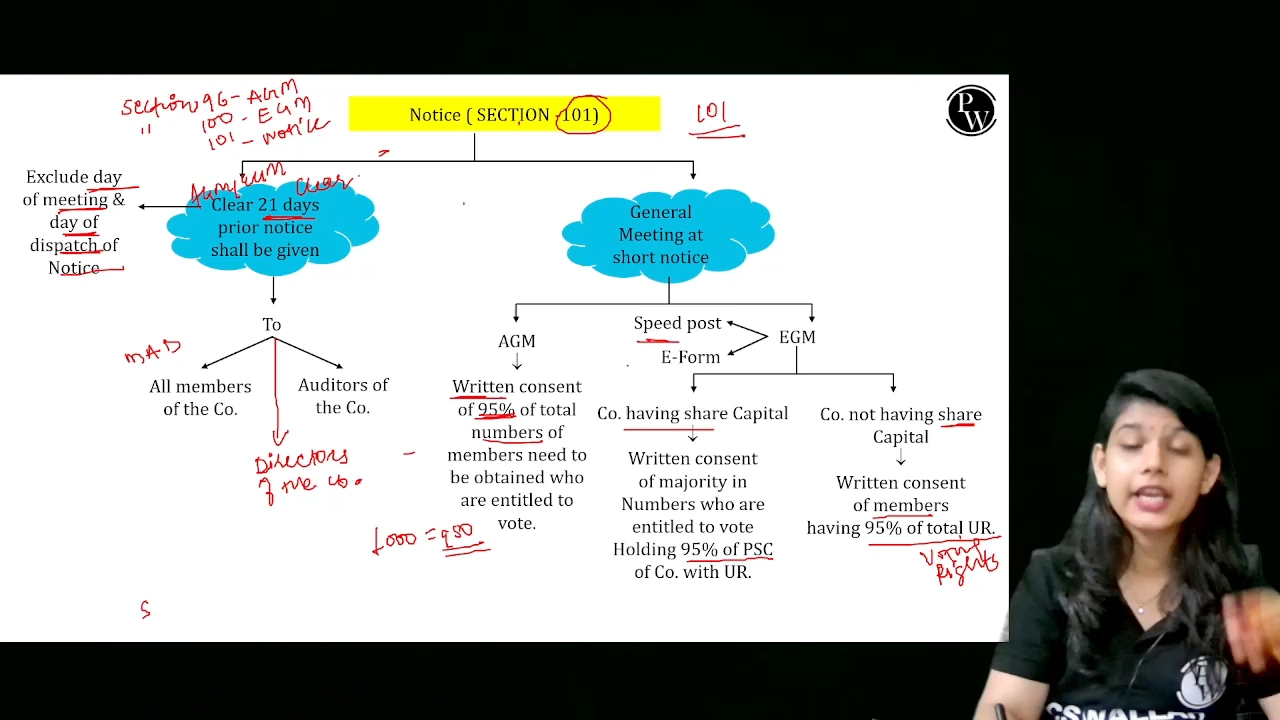 Section 96 - AGM
" 100 - EGM
101 - Notice
Notice ( SECTION -101)
101
PW
Exclude day
of meeting &
day of
dispatch of
Notice
AGM/EGM clear
Clear 21 days
prior notice
shall be given
General
Meeting at
short notice
To
MAD
All members
of the Co.
Auditors of
the Co.
Directors
of the Co.
AGM
Written consent
of 95% of total
numbers of
members need to
be obtained who
are entitled to
vote.
1000 = 950
Speed post
E-Form
EGM
Co. having share Capital
Written consent
of majority in
Numbers who are
entitled to vote
Holding 95% of PSC
of Co. with UR.
Co. not having share
Capital
Written consent
of members
having 95% of total UR.
Voting
Rights
S
PW
CSWALLAH